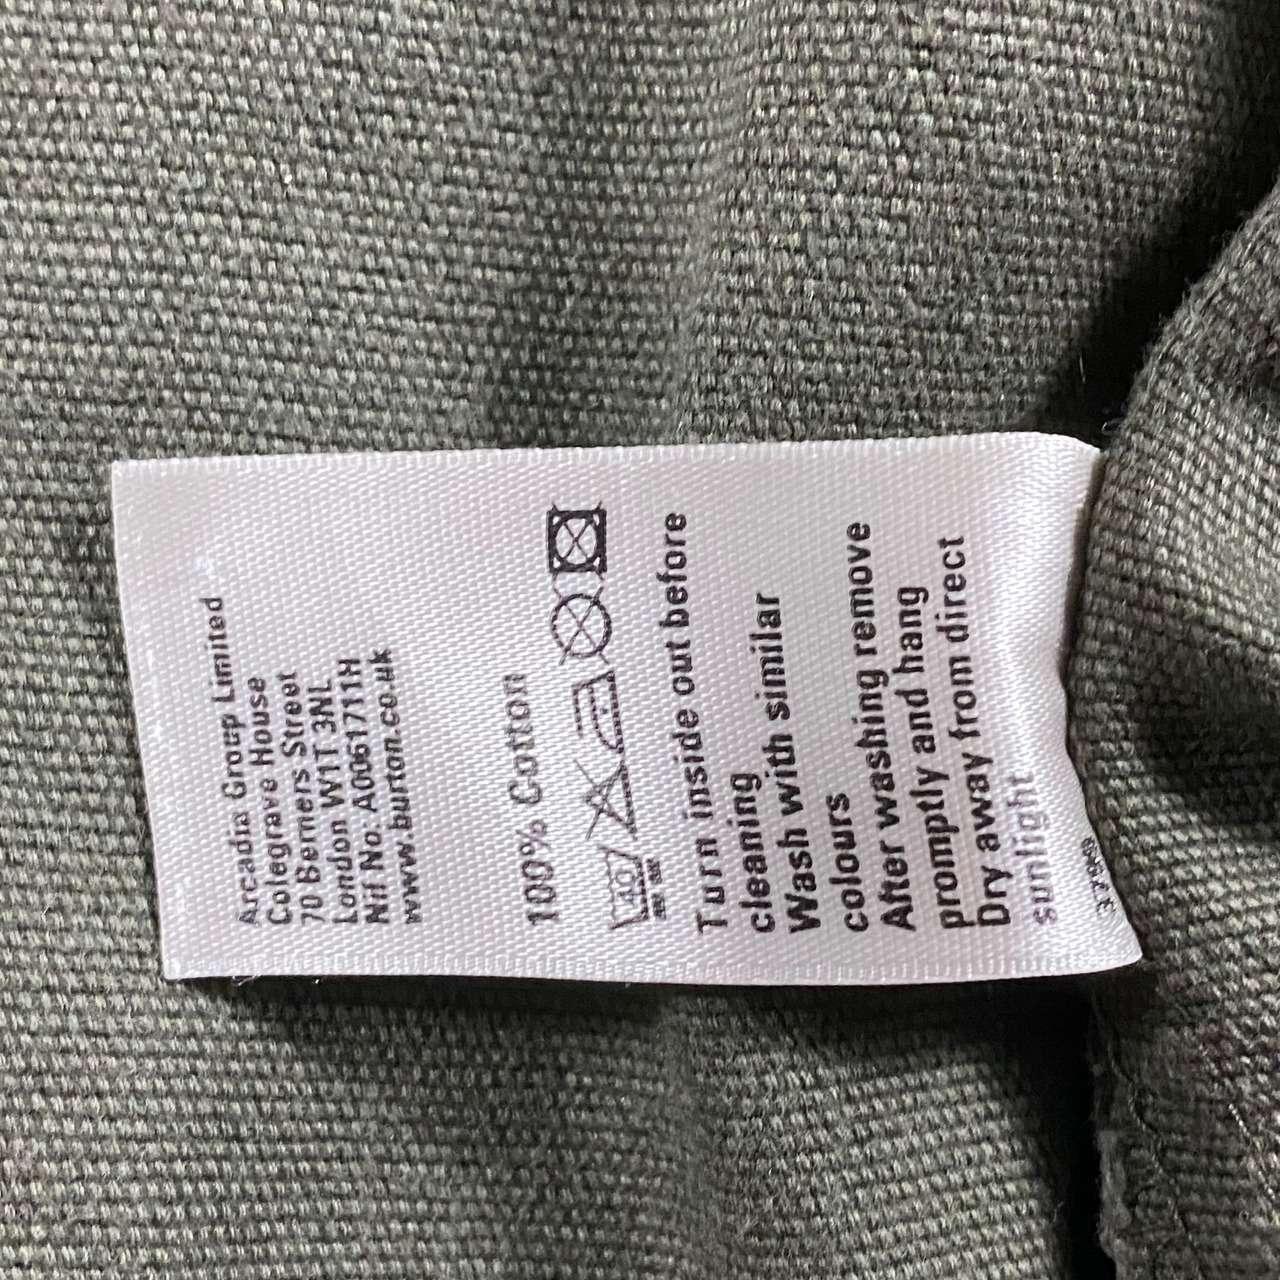 Arcadia Group Limited
Colegrave House
70 Berners Street
London W1T 3NL
Nif No. A0061711H
www.burton.co.uk
100% Cotton
40
Turn inside out before
cleaning
Wash with similar
colours
After washing remove
promptly and hang
Dry away from direct
sunlight